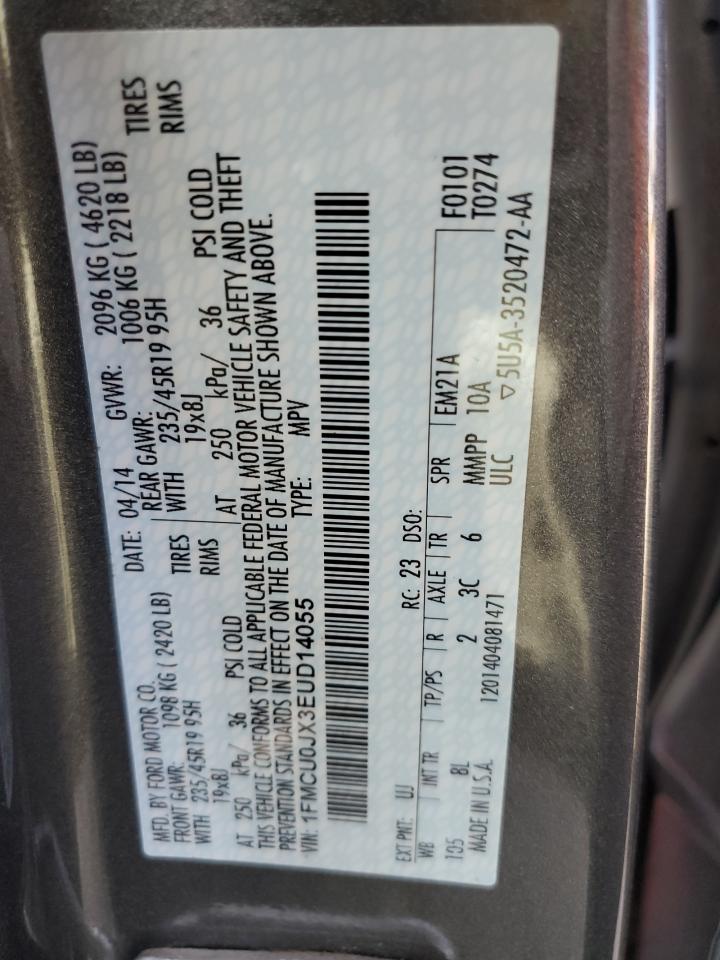 MFD. BY FORD MOTOR CO. DATE: 04/14 GVWR: 2096 KG ( 4620 LB)
FRONT GAWR: 1098 KG ( 2420 LB) REAR GAWR: 1006 KG ( 2218 LB)
WITH 235/45R19 95H TIRES WITH 235/45R19 95H TIRES
19x8J RIMS 19x8J RIMS
AT 250 kPa/ 36 PSI COLD AT 250 kPa/ 36 PSI COLD
THIS VEHICLE CONFORMS TO ALL APPLICABLE FEDERAL MOTOR VEHICLE SAFETY AND THEFT
PREVENTION STANDARDS IN EFFECT ON THE DATE OF MANUFACTURE SHOWN ABOVE.
VIN: 1FMCU0JX3EUD14055 TYPE: MPV
EXT PNT: UJ RC: 23 DSO: F0101
WB INT TR TP/PS R AXLE TR SPR EM21A T0274
105 8L 2 3C 6 MMPP 10A
MADE IN U.S.A. 1201404081471 ULC ▽5U5A-3520472-AA